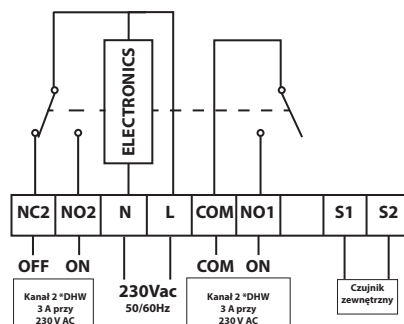 ELECTRONICS
NC2 NO2 N L COM NO1 S1 S2
OFF ON 230Vac COM ON
50/60Hz
Kanał 2 *DHW
3 A przy
230 V AC
Kanał 2 *DHW
3 A przy
230 V AC
Czujnik
zewnętrzny